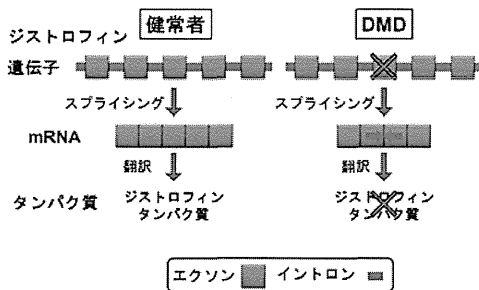 健常者 DMD
ジストロフィン
遺伝子
スプライシング スプライシング
mRNA
翻訳 翻訳
タンパク質 ジストロフィン ジストロフィン
タンパク質 タンパク質
エクソン イントロン